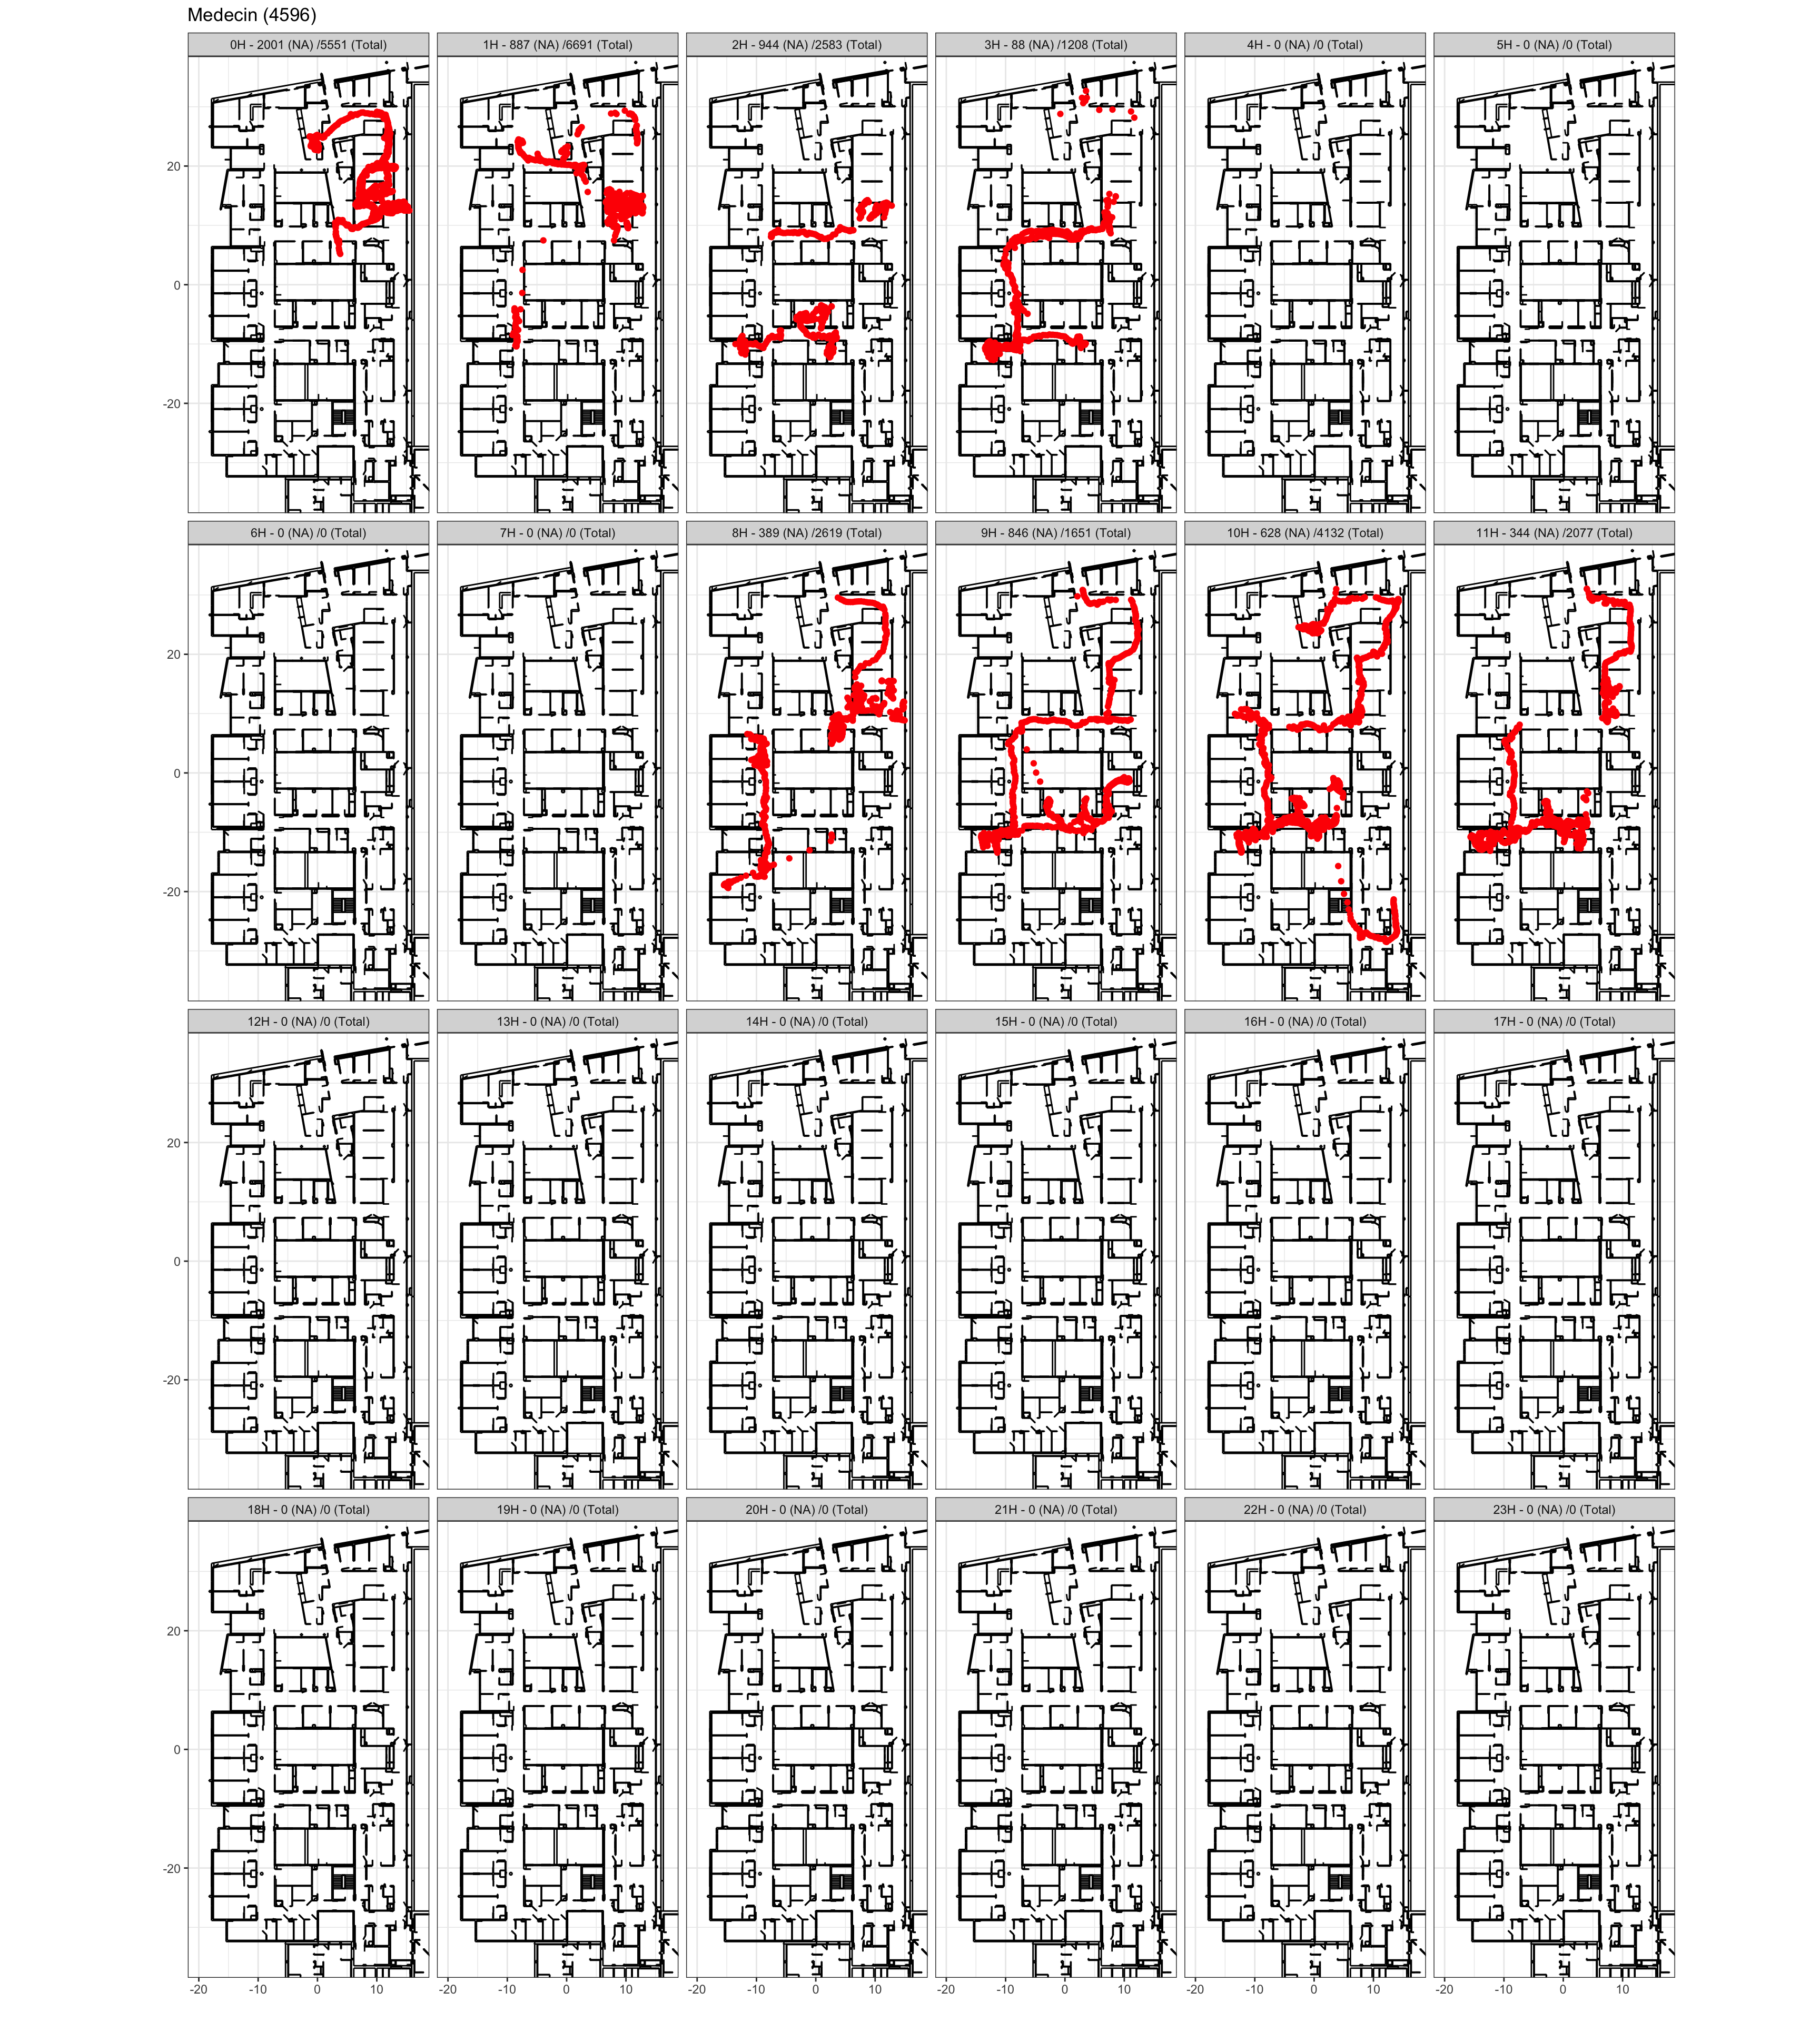 Medecin (4596)
0H - 2001 (NA) /5551 (Total) 1H - 887 (NA) /6691 (Total) 2H - 944 (NA) /2583 (Total) 3H - 88 (NA) /1208 (Total) 4H - 0 (NA) /0 (Total) 5H - 0 (NA) /0 (Total)
20
0
-20
6H - 0 (NA) /0 (Total) 7H - 0 (NA) /0 (Total) 8H - 389 (NA) /2619 (Total) 9H - 846 (NA) /1651 (Total) 10H - 628 (NA) /4132 (Total) 11H - 344 (NA) /2077 (Total)
20
0
-20
12H - 0 (NA) /0 (Total) 13H - 0 (NA) /0 (Total) 14H - 0 (NA) /0 (Total) 15H - 0 (NA) /0 (Total) 16H - 0 (NA) /0 (Total) 17H - 0 (NA) /0 (Total)
20
0
-20
18H - 0 (NA) /0 (Total) 19H - 0 (NA) /0 (Total) 20H - 0 (NA) /0 (Total) 21H - 0 (NA) /0 (Total) 22H - 0 (NA) /0 (Total) 23H - 0 (NA) /0 (Total)
20
0
-20
-20 -10 0 10 -20 -10 0 10 -20 -10 0 10 -20 -10 0 10 -20 -10 0 10 -20 -10 0 10